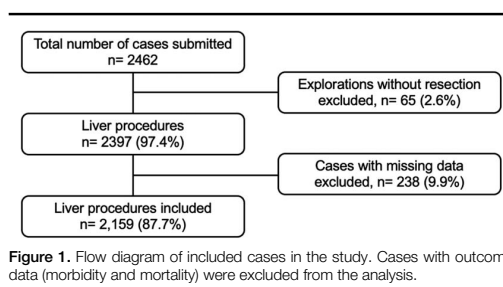 Total number of cases submitted
n= 2462
Explorations without resection
excluded, n= 65 (2.6%)
Liver procedures
n= 2397 (97.4%)
Cases with missing data
excluded, n= 238 (9.9%)
Liver procedures included
n= 2,159 (87.7%)
Figure 1. Flow diagram of included cases in the study. Cases with outcom
data (morbidity and mortality) were excluded from the analysis.